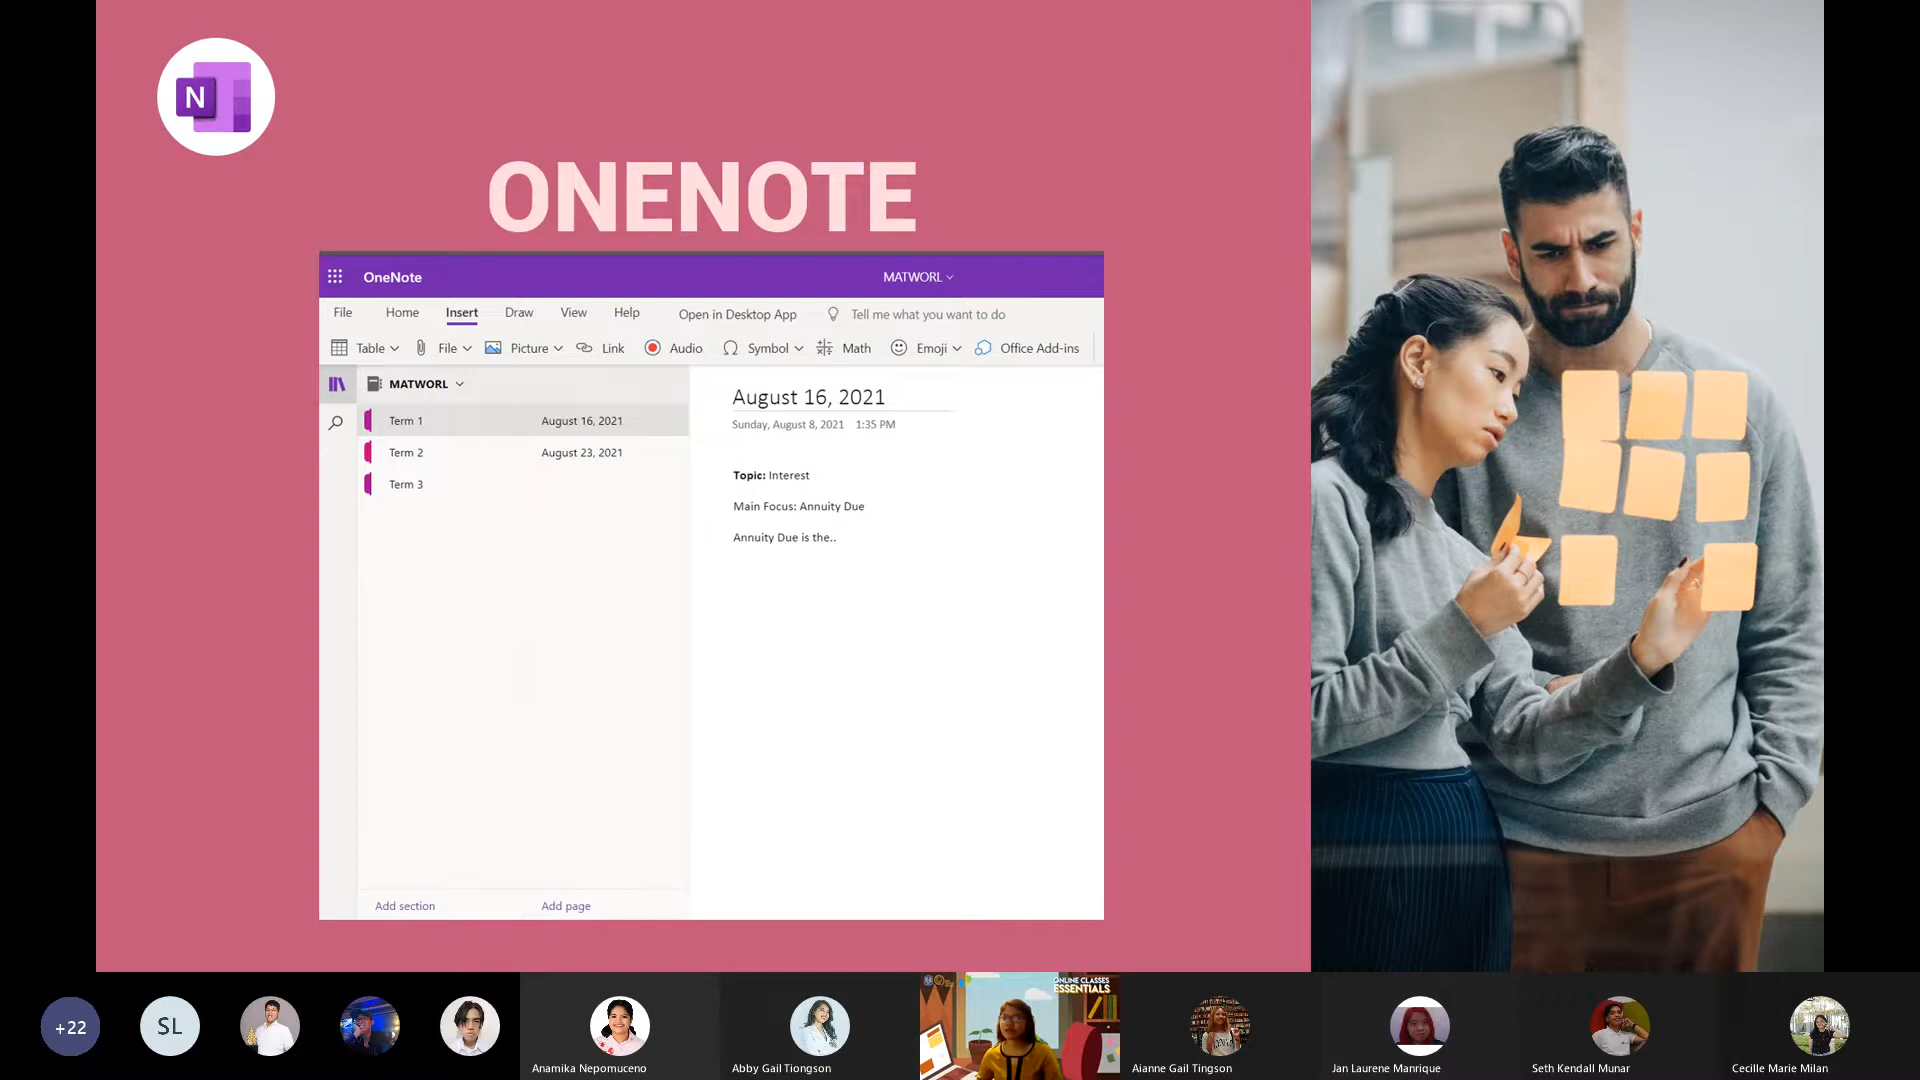 N
ONENOTE
OneNote
MATWORL
File Home Insert Draw View Help Open in Desktop App Tell me what you want to do
Table File Picture Link Audio Symbol Math Emoji Office Add-ins
MATWORL
Term 1 August 16, 2021
Term 2 August 23, 2021
Term 3
Add section Add page
August 16, 2021
Sunday, August 8, 2021 1:35 PM
Topic: Interest
Main Focus: Annuity Due
Annuity Due is the..
+22
SL
ONLINE CLASSES
ESSENTIALS
Anamika Nepomuceno
Abby Gail Tiongson
Aianne Gail Tingson
Jan Laurene Manrique
Seth Kendall Munar
Cecille Marie Milan